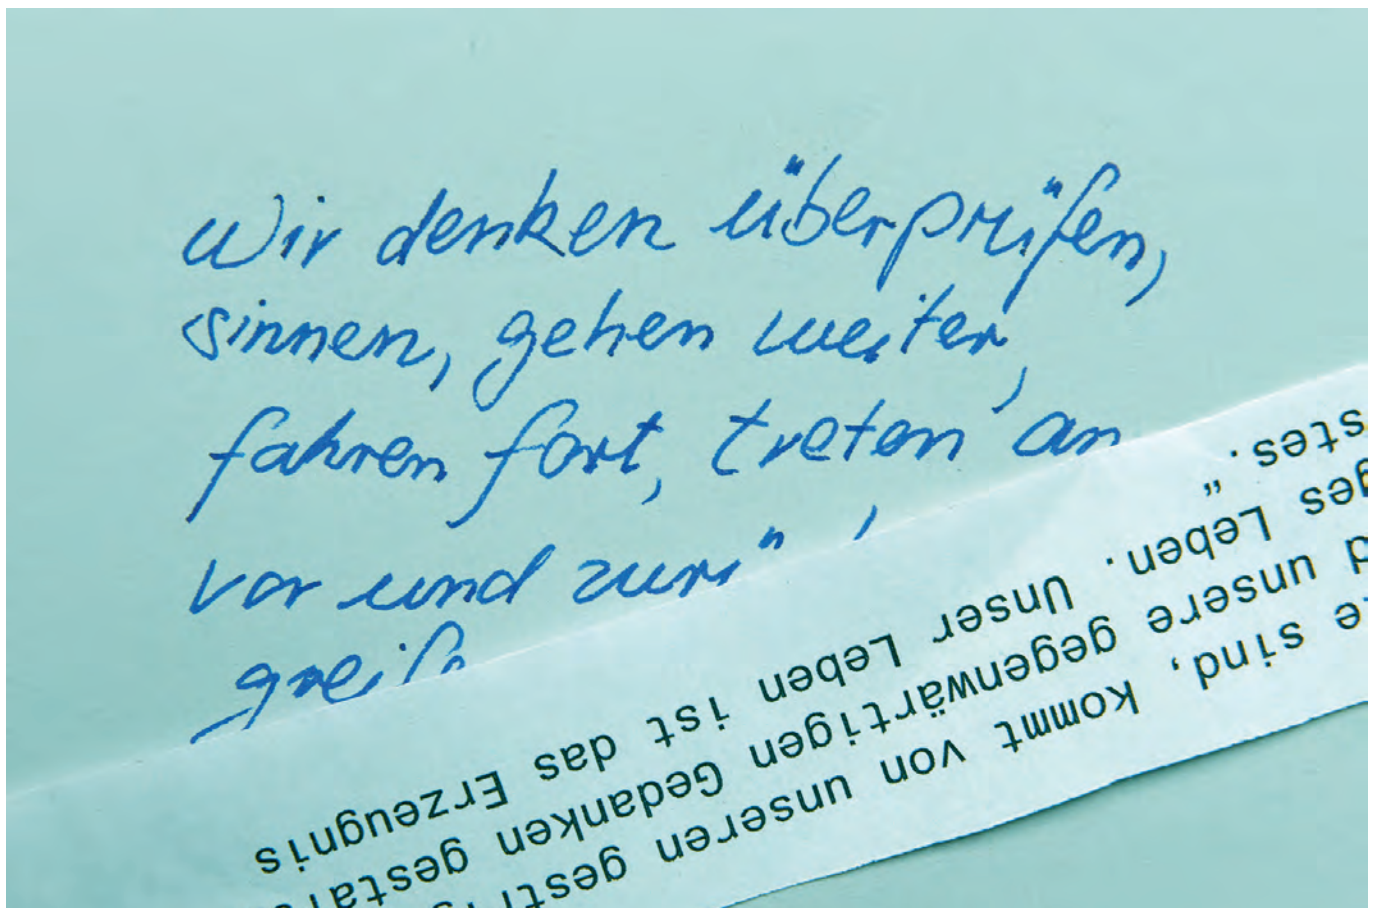 Wir denken überprüfen,
sinnen, gehen weiter,
fahren fort, treten an
vor und
sind, kommt von unseren
unsere gegenwärtigen Gedanken
Leben. Unser Leben ist das Erzeugnis